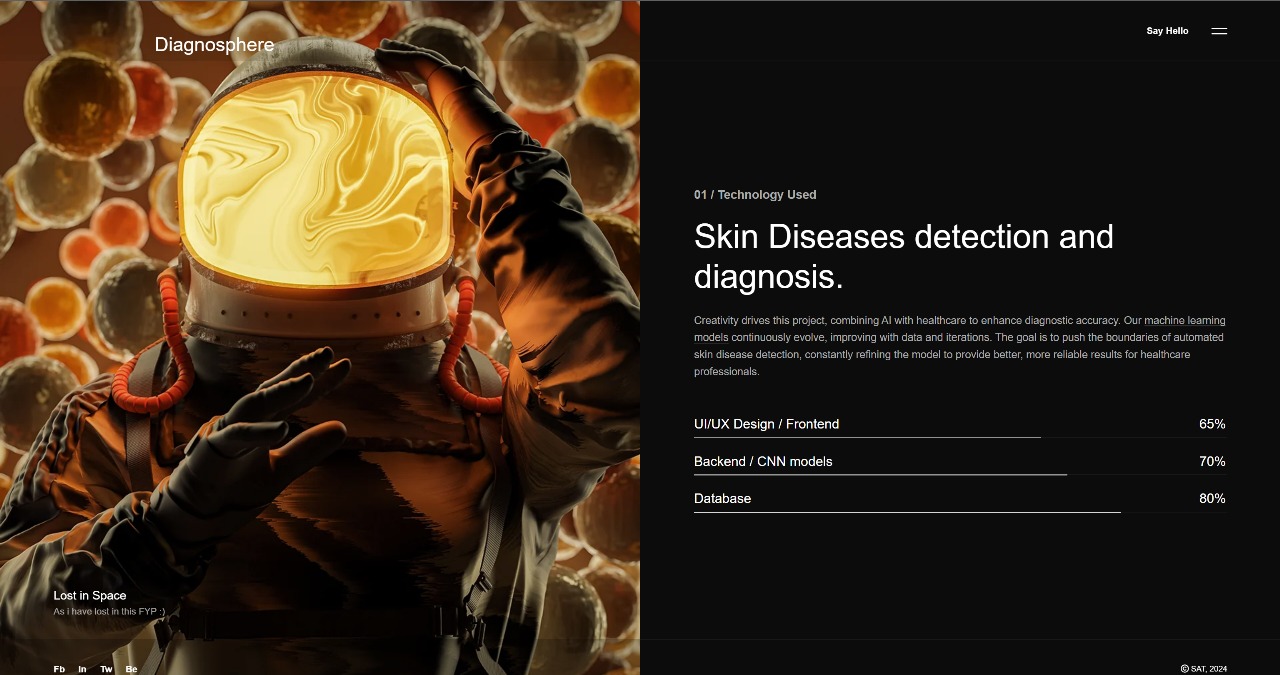 Diagnosphere
Say Hello
01 / Technology Used
Skin Diseases detection and
diagnosis.
Creativity drives this project, combining AI with healthcare to enhance diagnostic accuracy. Our machine learning
models continuously evolve, improving with data and iterations. The goal is to push the boundaries of automated
skin disease detection, constantly refining the model to provide better, more reliable results for healthcare
professionals.
UI/UX Design / Frontend 65%
Backend / CNN models 70%
Database 80%
Lost in Space
As i have lost in this FYP :)
Fb In Tw Be
© SAT, 2024